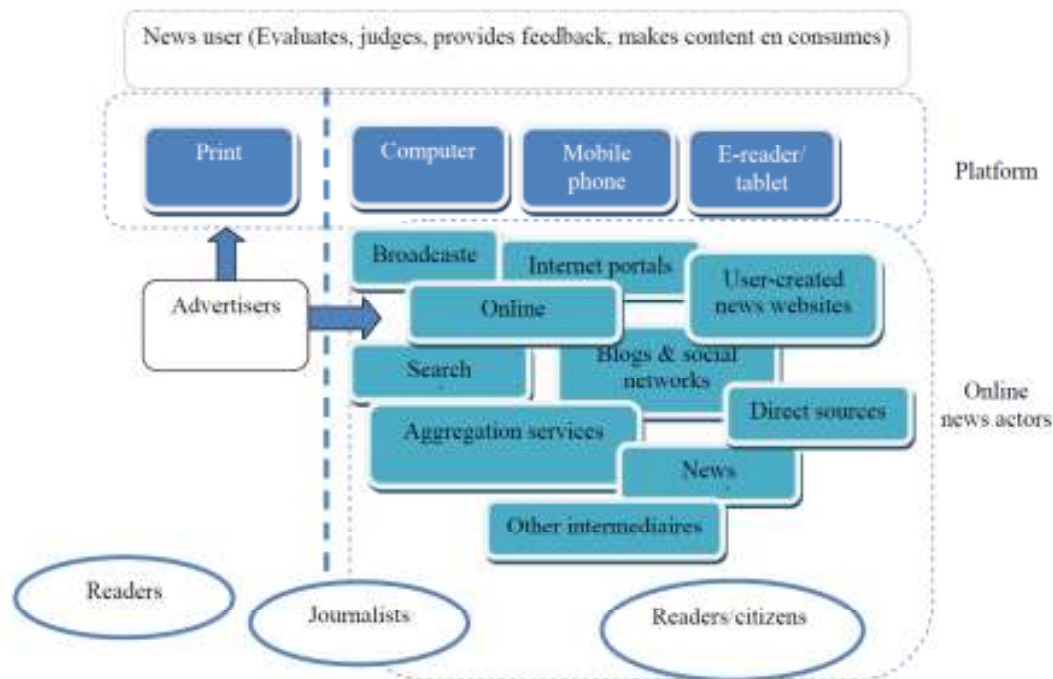 News user (Evaluates, judges, provides feedback, makes content en consumes)
Print
Computer
Mobile
phone
E-reader/
tablet
Platform
Broadcaste
Internet portals
User-created
news websites
Advertisers
Online
Search
Blogs & social
networks
Direct sources
Online
news actors
Aggregation services
News
Other intermediaires
Readers
Journalists
Readers/citizens